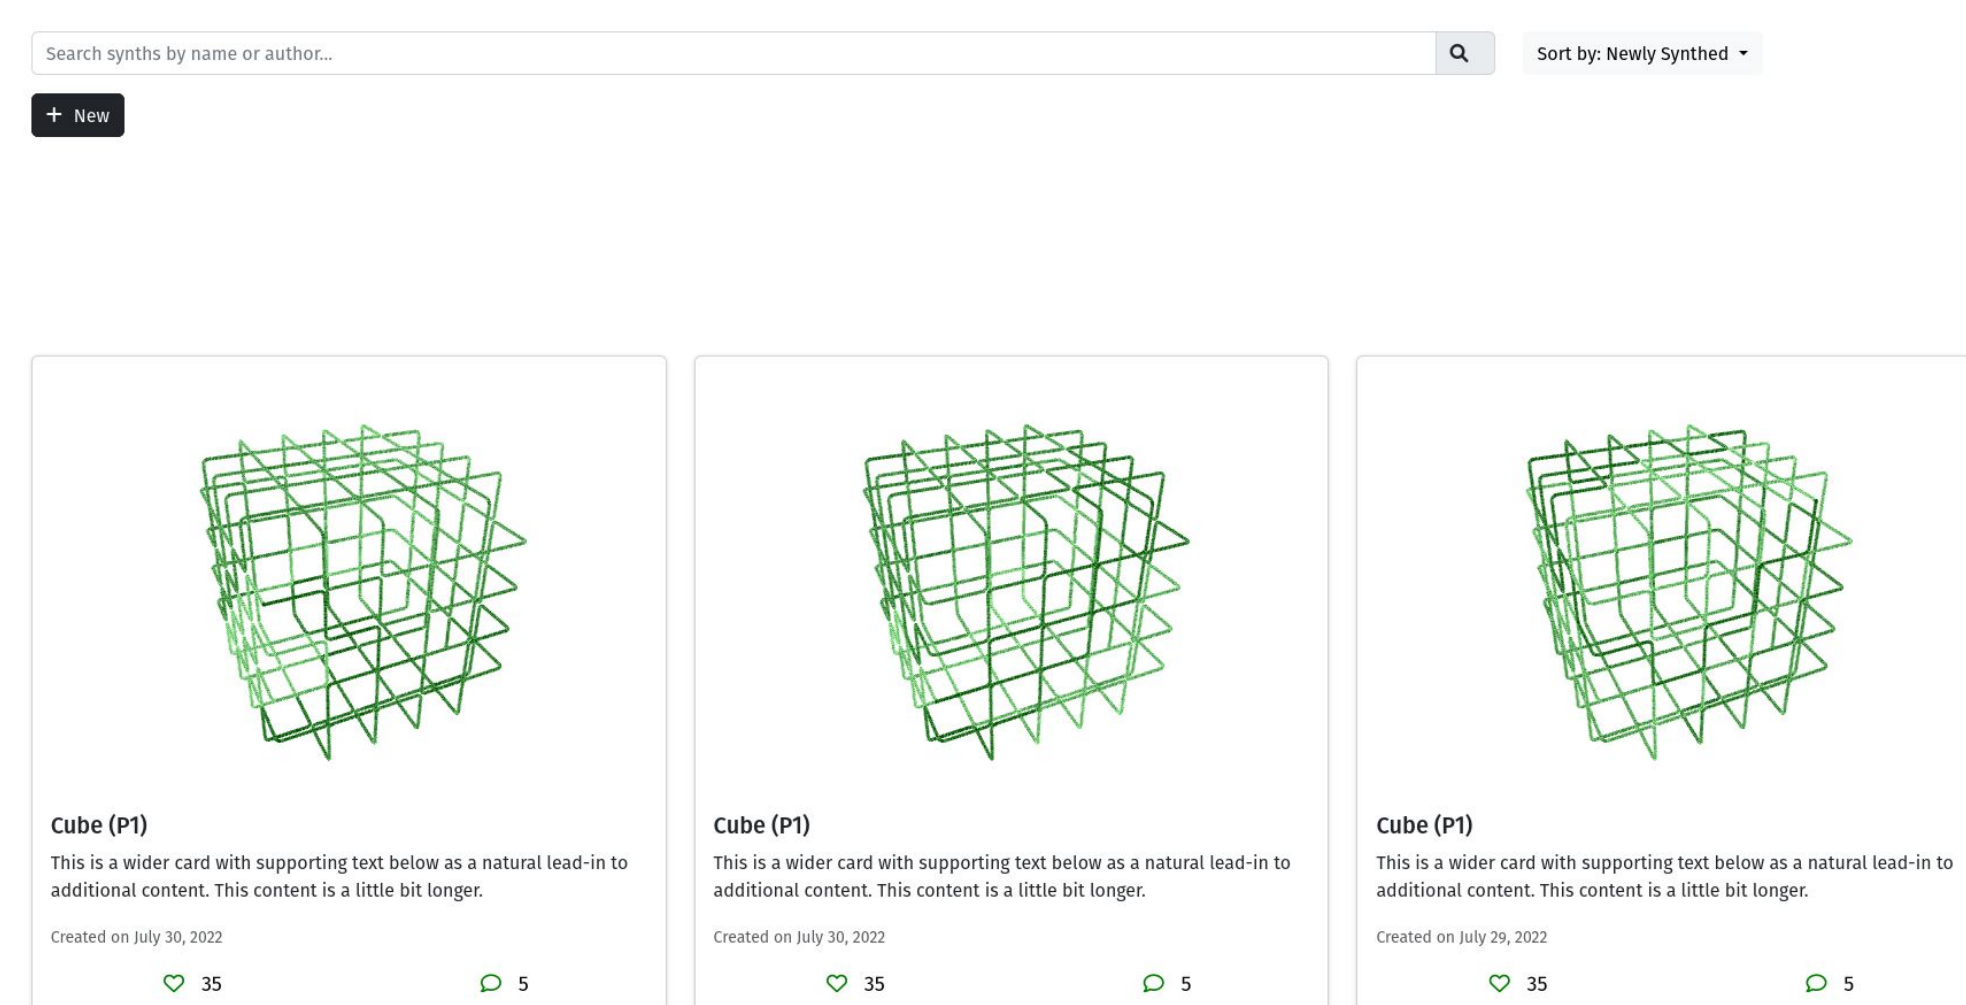 Search synths by name or author...
Sort by: Newly Synthed
New
Cube (P1)
This is a wider card with supporting text below as a natural lead-in to
additional content. This content is a little bit longer.
Created on July 30, 2022
35
5
Cube (P1)
This is a wider card with supporting text below as a natural lead-in to
additional content. This content is a little bit longer.
Created on July 30, 2022
35
5
Cube (P1)
This is a wider card with supporting text below as a natural lead-in to
additional content. This content is a little bit longer.
Created on July 29, 2022
35
5